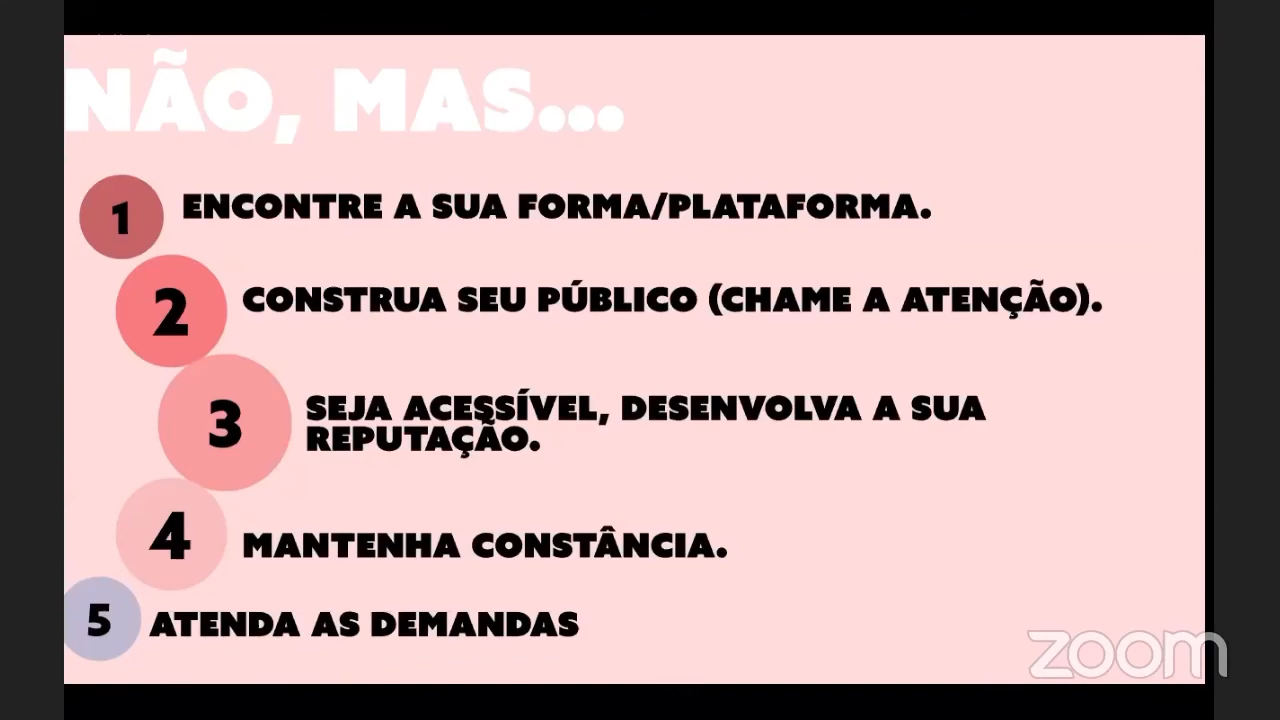 NÃO, MAS...
1 ENCONTRE A SUA FORMA/PLATAFORMA.
2 CONSTRUA SEU PÚBLICO (CHAME A ATENÇÃO).
3 SEJA ACESSÍVEL, DESENVOLVA A SUA
REPUTAÇÃO.
4 MANTENHA CONSTÂNCIA.
5 ATENDA AS DEMANDAS
zoom